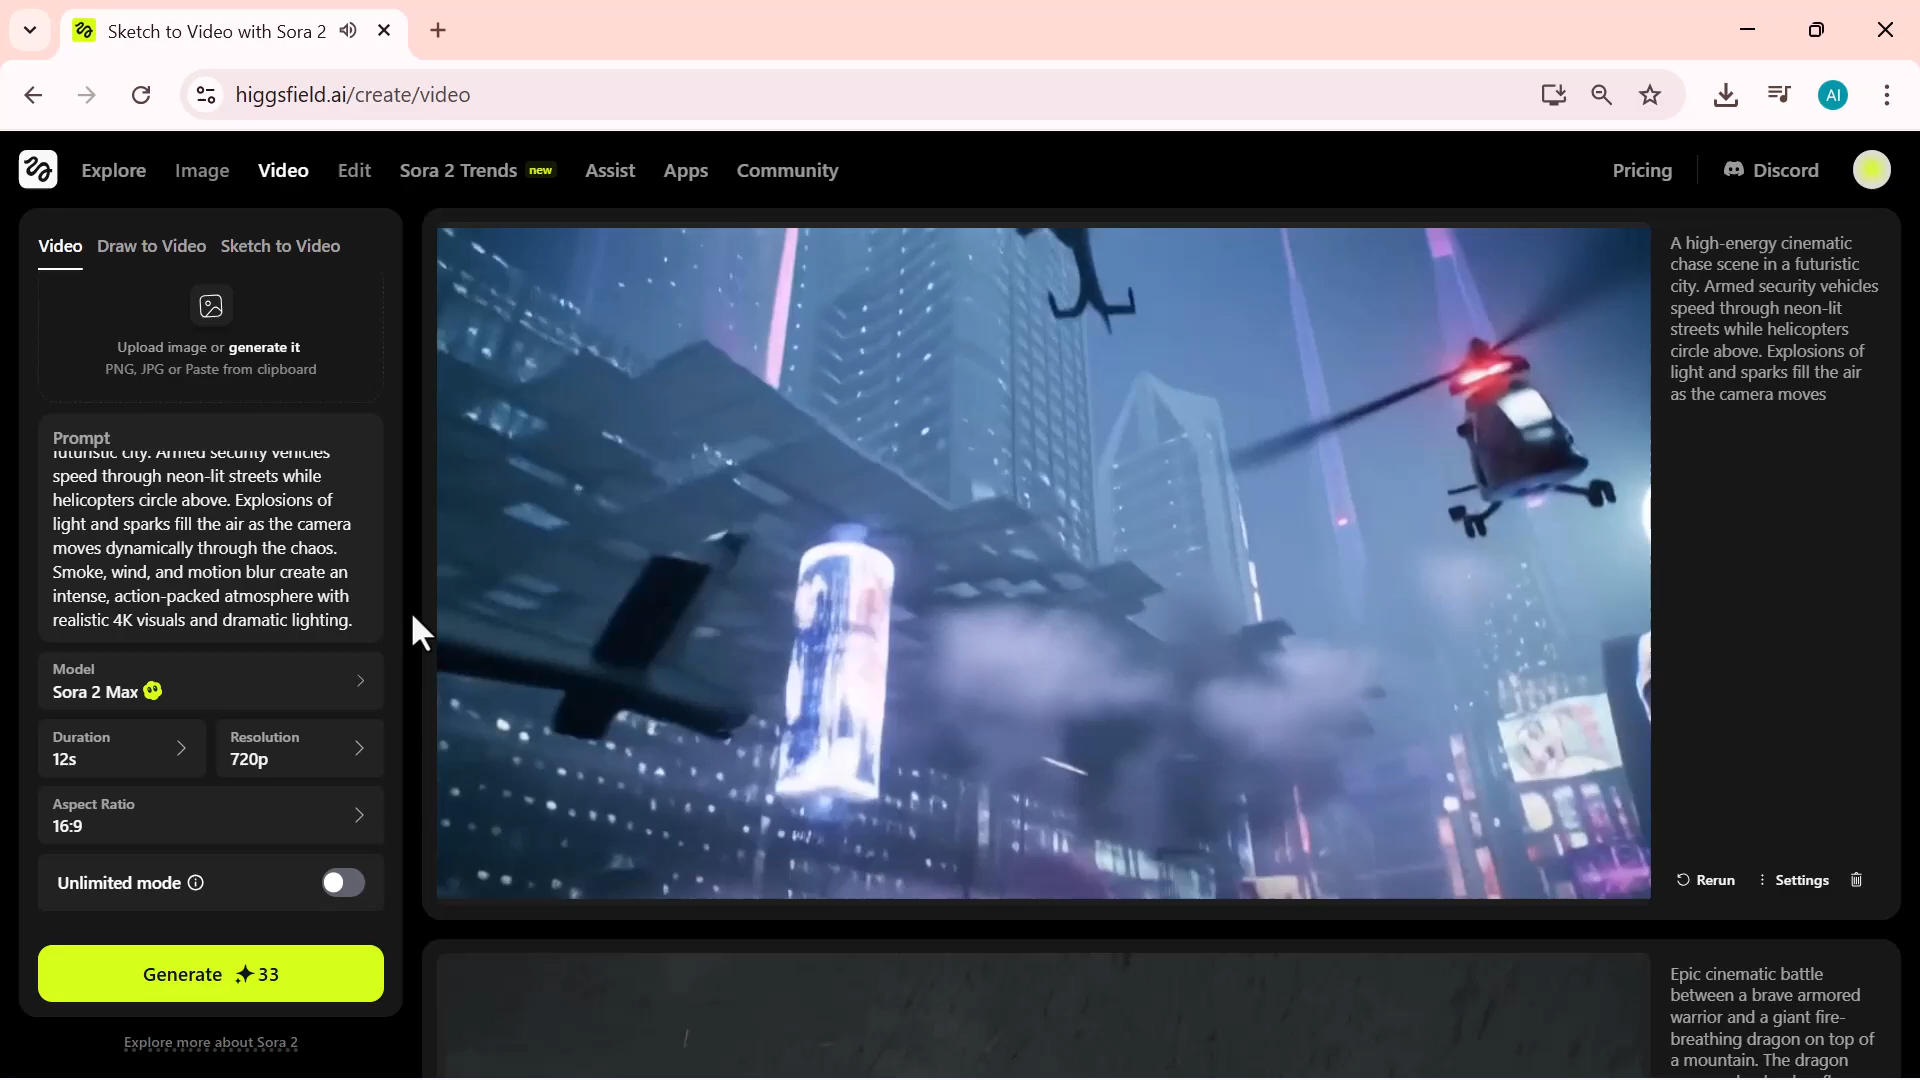 Sketch to Video with Sora 2
higgsfield.ai/create/video
AI
Explore
Image
Video
Edit
Sora 2 Trends new
Assist
Apps
Community
Pricing
Discord
Video
Draw to Video
Sketch to Video
Upload image or generate it
PNG, JPG or Paste from clipboard
Prompt
futuristic city. Armed security vehicles
speed through neon-lit streets while
helicopters circle above. Explosions of
light and sparks fill the air as the camera
moves dynamically through the chaos.
Smoke, wind, and motion blur create an
intense, action-packed atmosphere with
realistic 4K visuals and dramatic lighting.
Model
Sora 2 Max
Duration
12s
Resolution
720p
Aspect Ratio
16:9
Unlimited mode
Generate 33
Explore more about Sora 2
A high-energy cinematic
chase scene in a futuristic
city. Armed security vehicles
speed through neon-lit
streets while helicopters
circle above. Explosions of
light and sparks fill the air
as the camera moves
Rerun
Settings
Epic cinematic battle
between a brave armored
warrior and a giant fire-
breathing dragon on top of
a mountain. The dragon